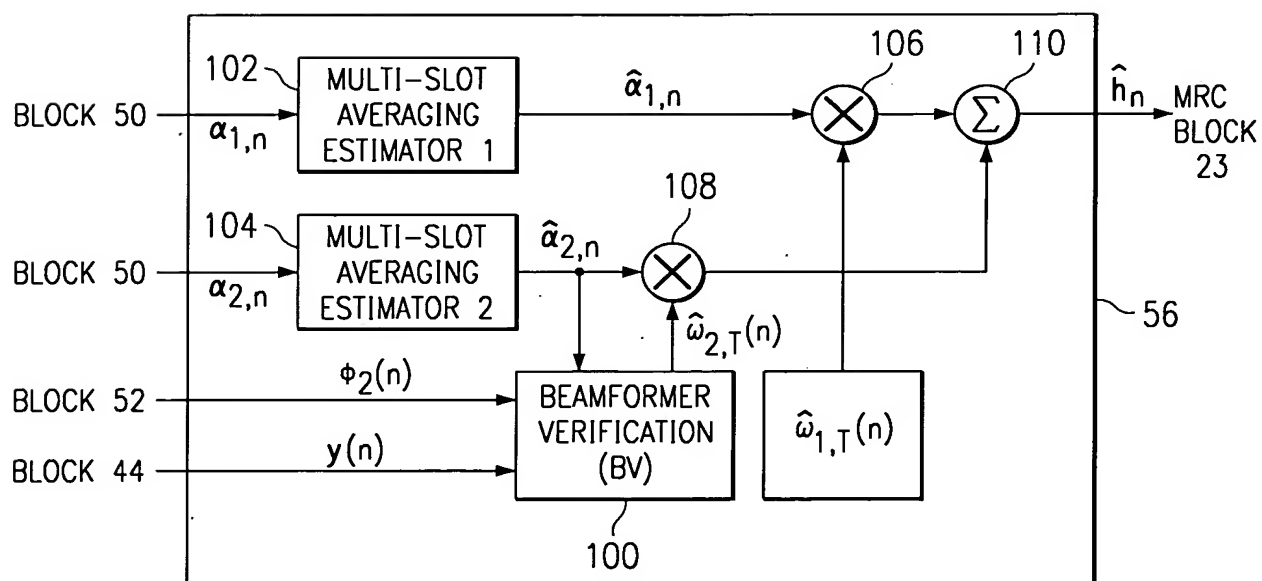 102
MULTI-SLOT
AVERAGING
ESTIMATOR 1
BLOCK 50
α1,n
α̂1,n
106
110
ĥn
MRC
BLOCK
23
104
MULTI-SLOT
AVERAGING
ESTIMATOR 2
BLOCK 50
α2,n
α̂2,n
108
56
ω̂2,T(n)
BLOCK 52
ϕ2(n)
BLOCK 44
y(n)
BEAMFORMER
VERIFICATION
(BV)
100
ω̂1,T(n)
Σ